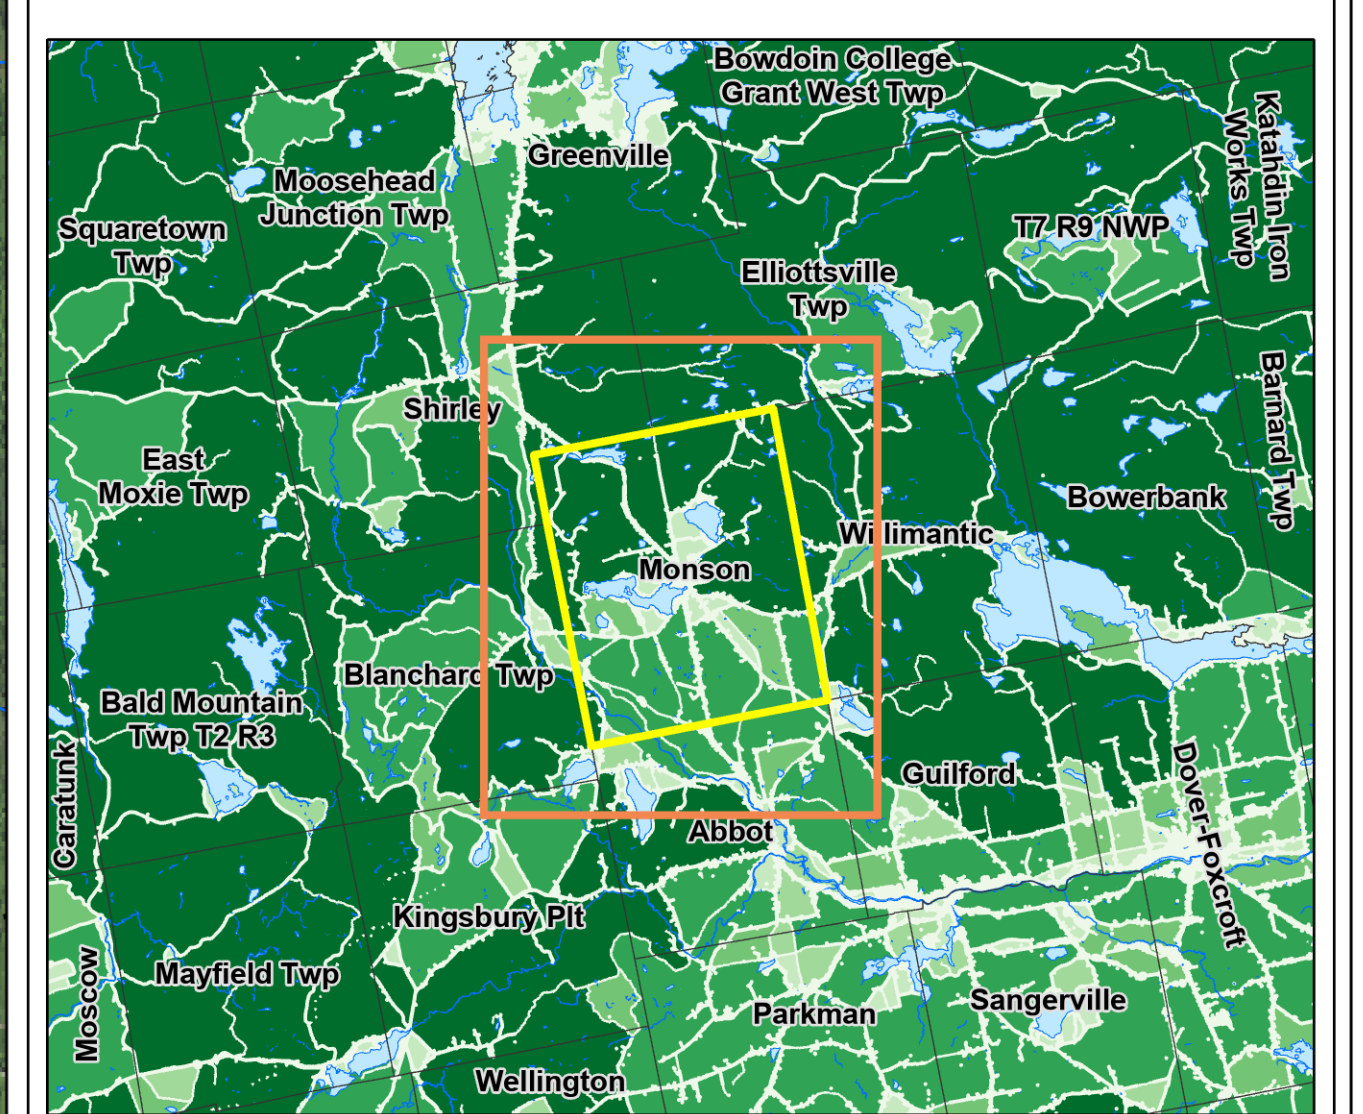 Bowdoin College
Grant West Twp
Katahdin Iron
Works Twp
Greenville
Moosehead
Junction Twp
Squaretown
Twp
T7 R9 NWP
Elliottsville
Twp
Barnard Twp
Shirley
East
Moxie Twp
Bowerbank
Willimantic
Monson
Blanchard Twp
Bald Mountain
Twp T2 R3
Caratunk
Guilford
Dover-Foxcroft
Abbot
Kingsbury Plt
Moscow
Mayfield Twp
Parkman
Sangerville
Wellington